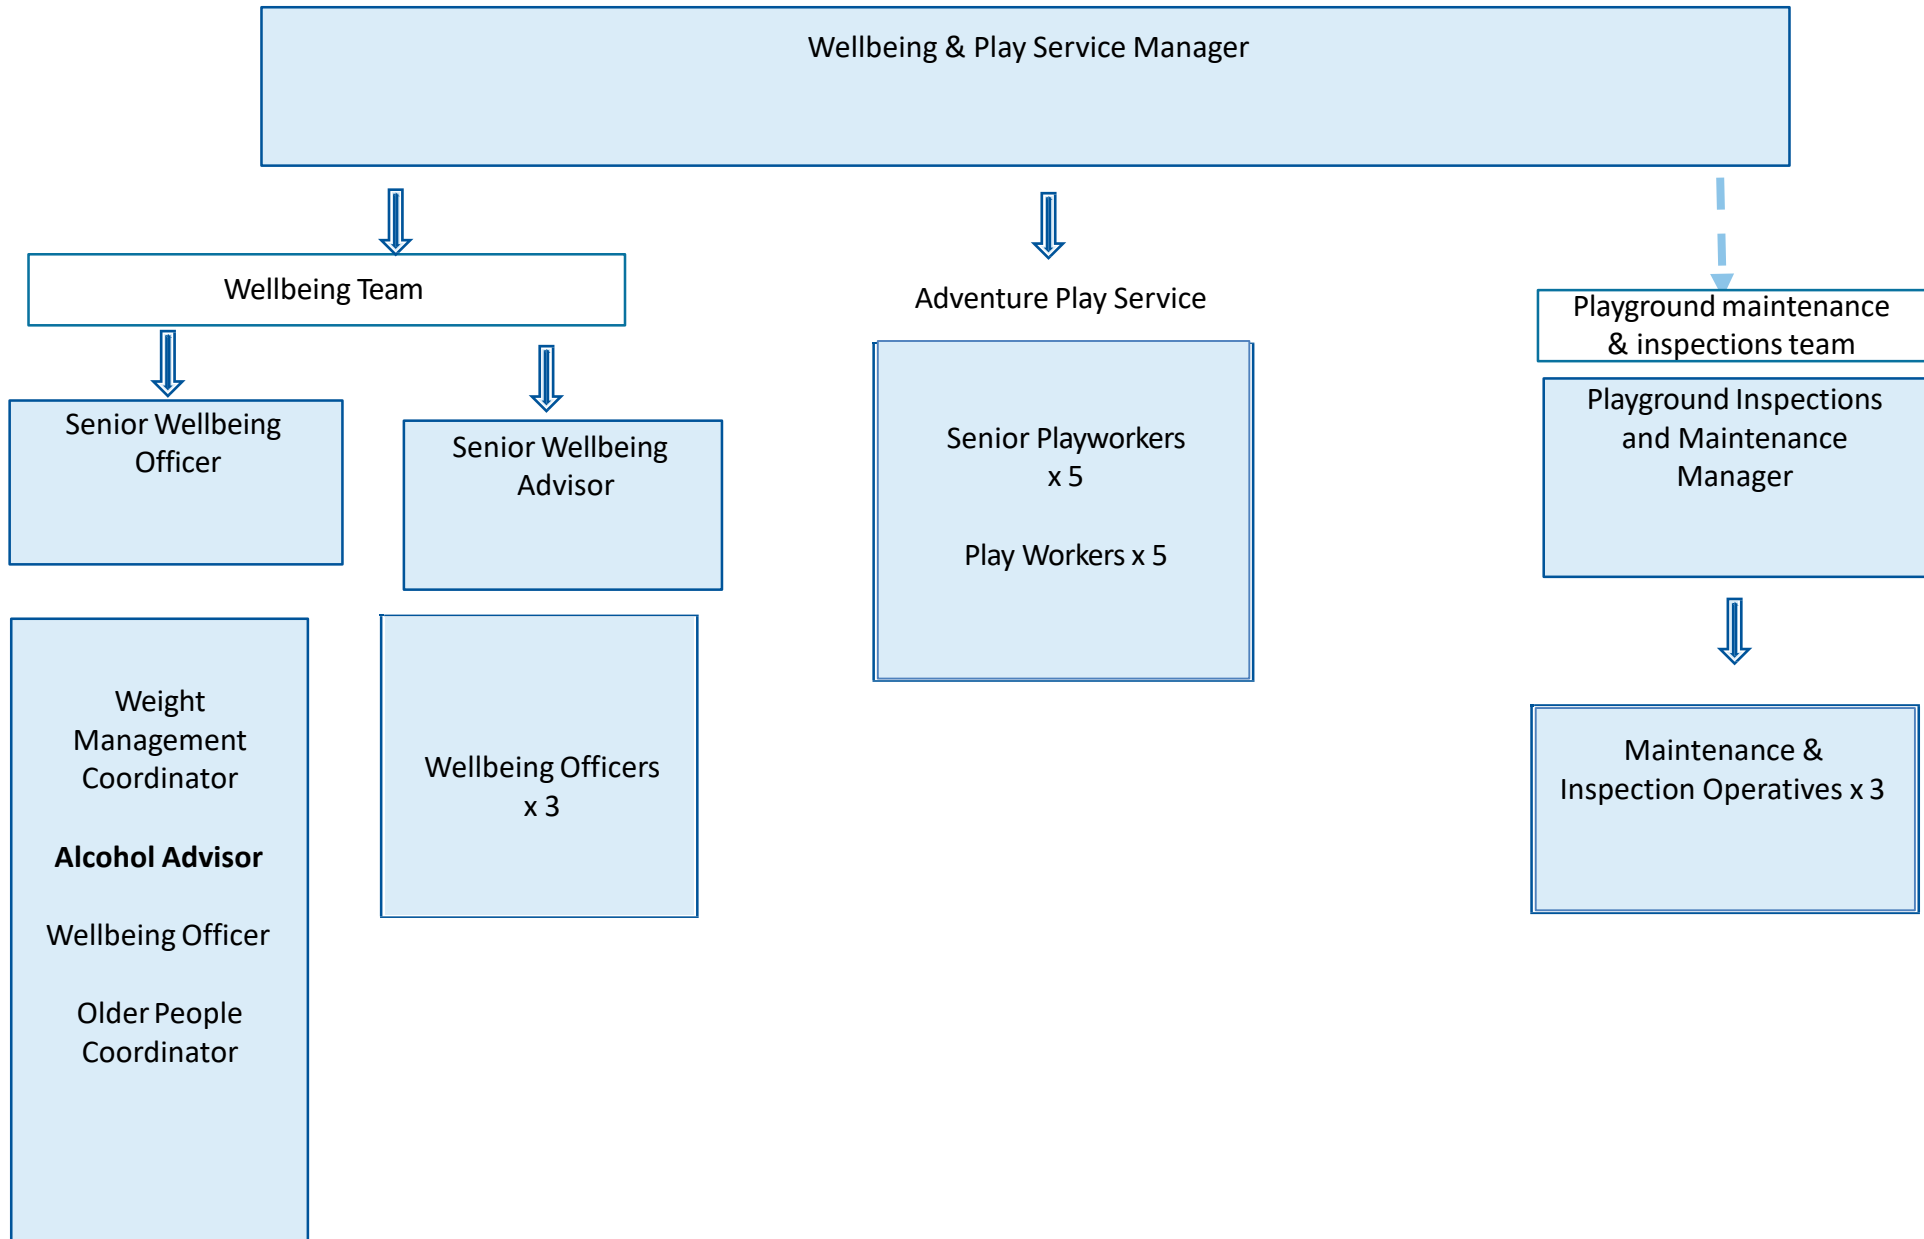 Wellbeing & Play Service Manager
Wellbeing Team
Senior Wellbeing
Officer
Weight
Management
Coordinator
Alcohol Advisor
Wellbeing Officer
Older People
Coordinator
Senior Wellbeing
Advisor
Wellbeing Officers
x 3
Adventure Play Service
Senior Playworkers
x 5
Play Workers x 5
Playground maintenance
& inspections team
Playground Inspections
and Maintenance
Manager
Maintenance &
Inspection Operatives x 3